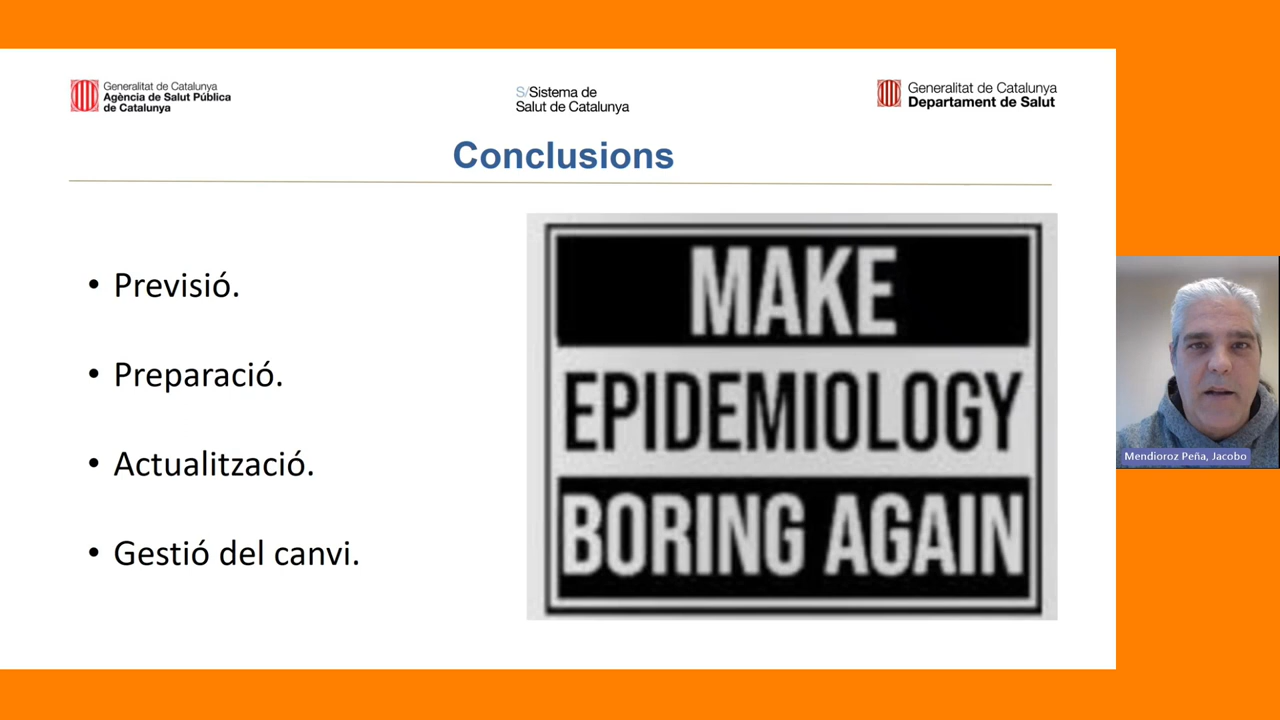 Generalitat de Catalunya
Agència de Salut Pública
de Catalunya
S/Sistema de
Salut de Catalunya
Generalitat de Catalunya
Departament de Salut
Conclusions
• Previsió.
• Preparació.
• Actualització.
• Gestió del canvi.
MAKE
EPIDEMIOLOGY
BORING AGAIN
Mendioroz Peña, Jacobo